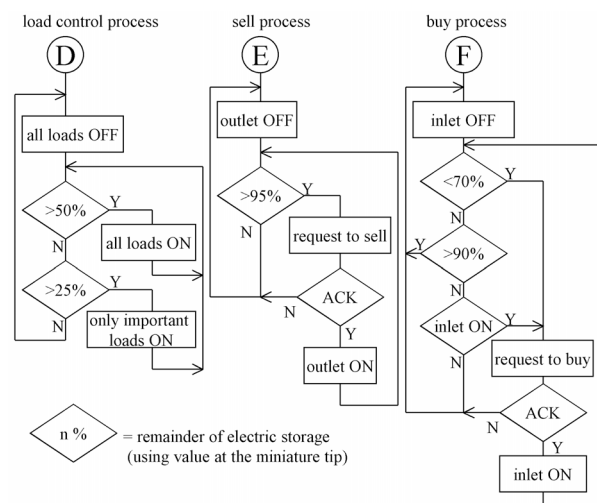 load control process
D
all loads OFF
>50%
Y
N
all loads ON
>25%
Y
N
only important
loads ON
sell process
E
outlet OFF
>95%
Y
N
request to sell
ACK
N
Y
outlet ON
buy process
F
inlet OFF
<70%
Y
N
>90%
Y
N
inlet ON
Y
N
request to buy
ACK
N
Y
inlet ON
n %
= remainder of electric storage
(using value at the miniature tip)